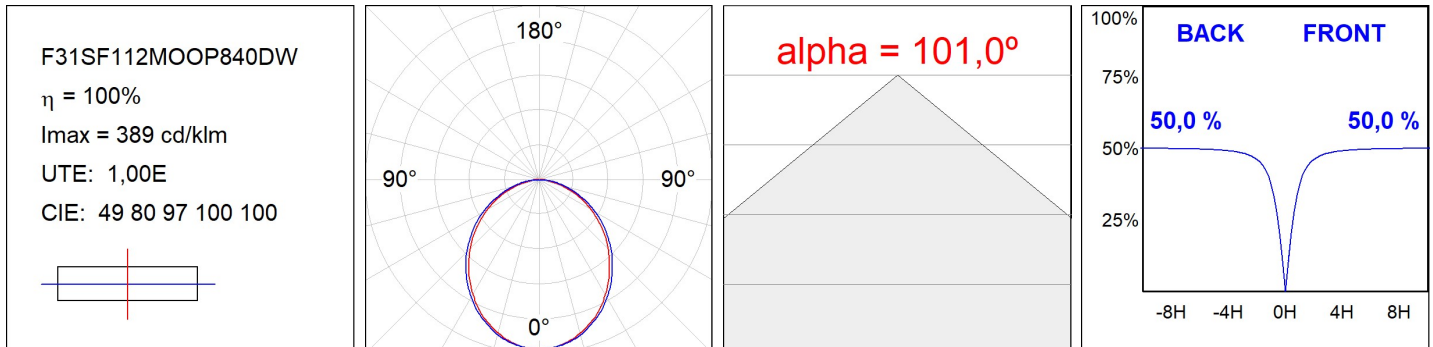 F31SF112MOOP840DW
η = 100%
Imax = 389 cd/klm
UTE: 1,00E
CIE: 49 80 97 100 100
180°
90° 90°
0°
alpha = 101,0º
100%
BACK FRONT
75%
50,0 % 50,0 %
50%
25%
-8H -4H 0H 4H 8H